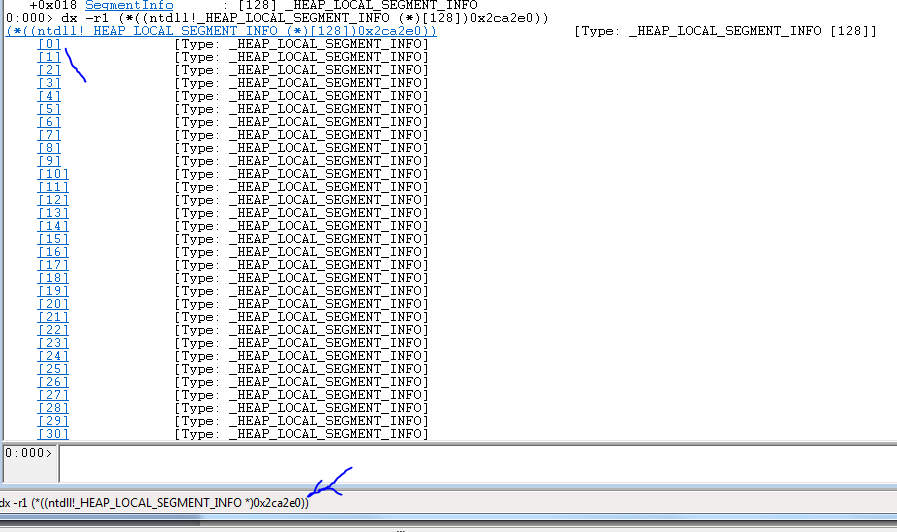 +0x018 SegmentInfo : [128] _HEAP_LOCAL_SEGMENT_INFO
0:000> dx -r1 (*((ntdll!_HEAP_LOCAL_SEGMENT_INFO (*)[128])0x2ca2e0))
(*((ntdll!_HEAP_LOCAL_SEGMENT_INFO (*)[128])0x2ca2e0)) [Type: _HEAP_LOCAL_SEGMENT_INFO [128]]
[0] [Type: _HEAP_LOCAL_SEGMENT_INFO]
[1] [Type: _HEAP_LOCAL_SEGMENT_INFO]
[2] [Type: _HEAP_LOCAL_SEGMENT_INFO]
[3] [Type: _HEAP_LOCAL_SEGMENT_INFO]
[4] [Type: _HEAP_LOCAL_SEGMENT_INFO]
[5] [Type: _HEAP_LOCAL_SEGMENT_INFO]
[6] [Type: _HEAP_LOCAL_SEGMENT_INFO]
[7] [Type: _HEAP_LOCAL_SEGMENT_INFO]
[8] [Type: _HEAP_LOCAL_SEGMENT_INFO]
[9] [Type: _HEAP_LOCAL_SEGMENT_INFO]
[10] [Type: _HEAP_LOCAL_SEGMENT_INFO]
[11] [Type: _HEAP_LOCAL_SEGMENT_INFO]
[12] [Type: _HEAP_LOCAL_SEGMENT_INFO]
[13] [Type: _HEAP_LOCAL_SEGMENT_INFO]
[14] [Type: _HEAP_LOCAL_SEGMENT_INFO]
[15] [Type: _HEAP_LOCAL_SEGMENT_INFO]
[16] [Type: _HEAP_LOCAL_SEGMENT_INFO]
[17] [Type: _HEAP_LOCAL_SEGMENT_INFO]
[18] [Type: _HEAP_LOCAL_SEGMENT_INFO]
[19] [Type: _HEAP_LOCAL_SEGMENT_INFO]
[20] [Type: _HEAP_LOCAL_SEGMENT_INFO]
[21] [Type: _HEAP_LOCAL_SEGMENT_INFO]
[22] [Type: _HEAP_LOCAL_SEGMENT_INFO]
[23] [Type: _HEAP_LOCAL_SEGMENT_INFO]
[24] [Type: _HEAP_LOCAL_SEGMENT_INFO]
[25] [Type: _HEAP_LOCAL_SEGMENT_INFO]
[26] [Type: _HEAP_LOCAL_SEGMENT_INFO]
[27] [Type: _HEAP_LOCAL_SEGMENT_INFO]
[28] [Type: _HEAP_LOCAL_SEGMENT_INFO]
[29] [Type: _HEAP_LOCAL_SEGMENT_INFO]
[30] [Type: _HEAP_LOCAL_SEGMENT_INFO]
0:000>
dx -r1 (*((ntdll!_HEAP_LOCAL_SEGMENT_INFO *)0x2ca2e0))